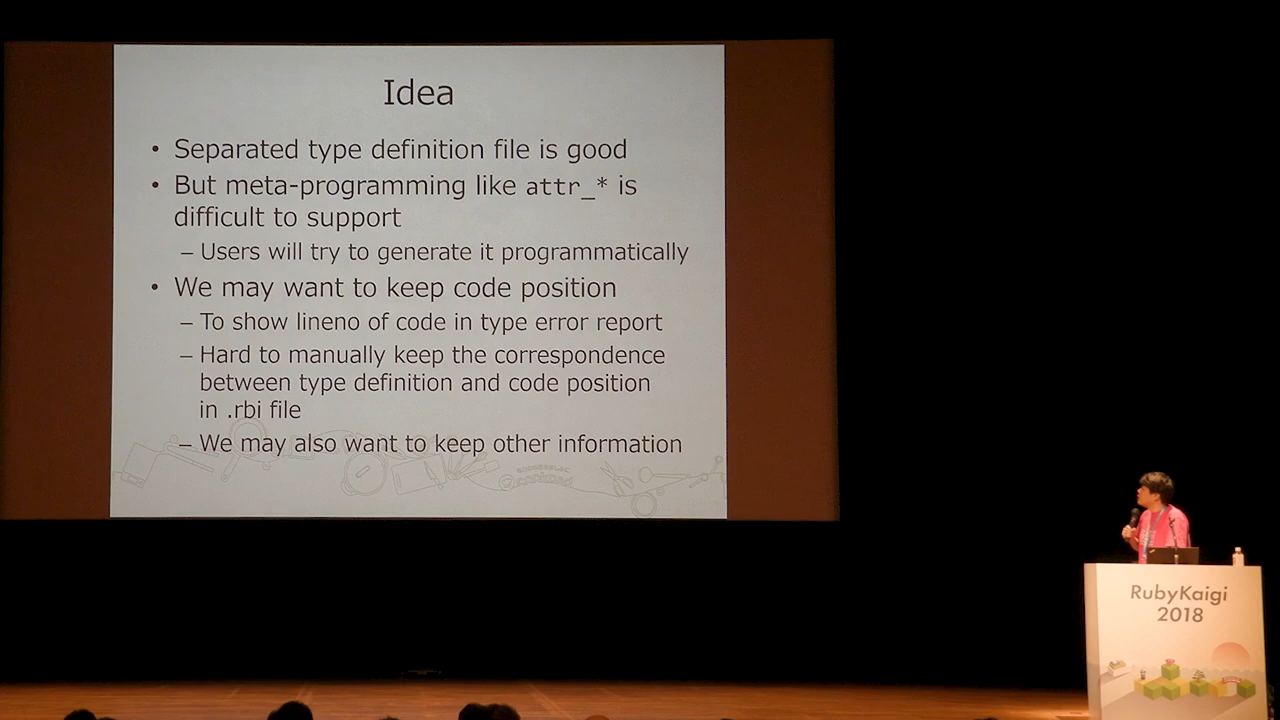 Idea
• Separated type definition file is good
• But meta-programming like attr_* is
difficult to support
– Users will try to generate it programmatically
• We may want to keep code position
– To show lineno of code in type error report
– Hard to manually keep the correspondence
between type definition and code position
in .rbi file
– We may also want to keep other information
cookpad
RubyKaigi
2018